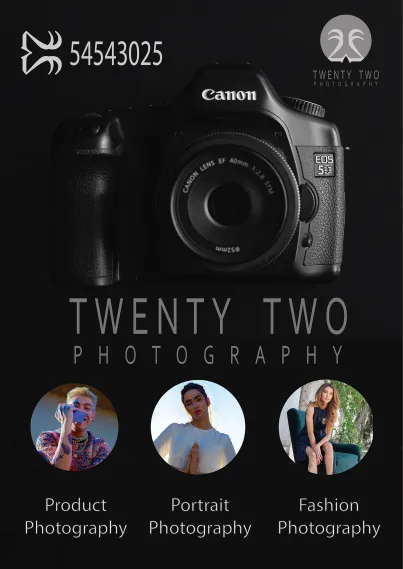 54543025
TWENTY TWO
PHOTOGRAPHY
Canon
EOS
5D
CANON LENS EF 40mm 1:2.8 STM
Ø52mm
TWENTY TWO
PHOTOGRAPHY
Product
Photography
Portrait
Photography
Fashion
Photography